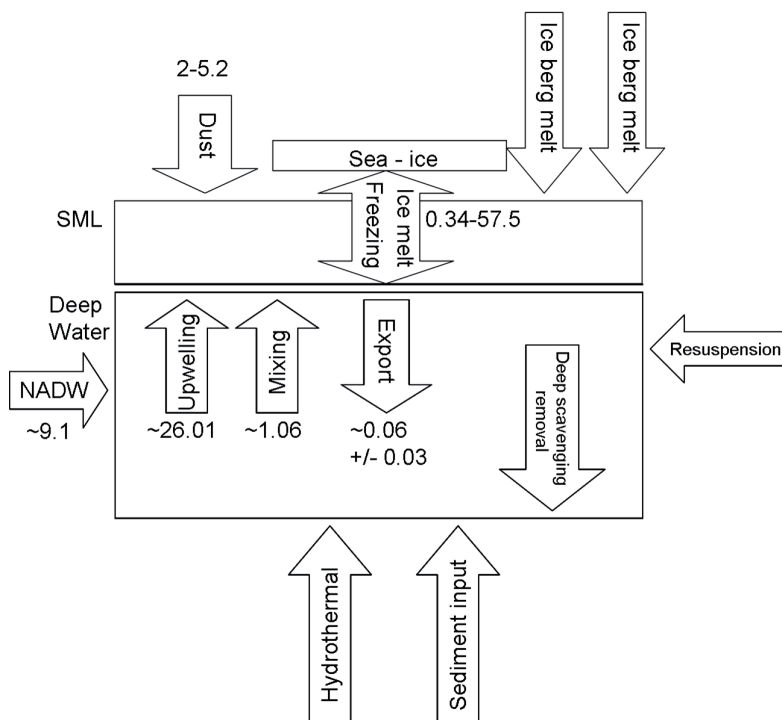 Ice berg melt
Ice berg melt
2-5.2
Dust
Sea - ice
SML
Freezing
Ice melt
0.34-57.5
Deep
Water
Upwelling
Mixing
Export
Deep scavenging
removal
Resuspension
NADW
~9.1
~26.01
~1.06
~0.06
+/- 0.03
Hydrothermal
Sediment input